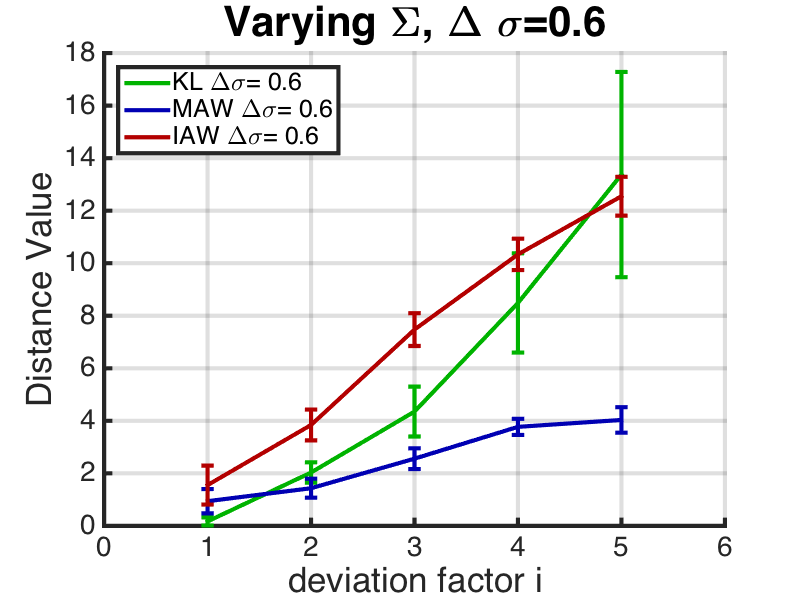 Varying Σ, Δ σ=0.6
18
16
14
12
10
8
6
4
2
0
Distance Value
KL Δσ= 0.6
MAW Δσ= 0.6
IAW Δσ= 0.6
0 1 2 3 4 5 6
deviation factor i